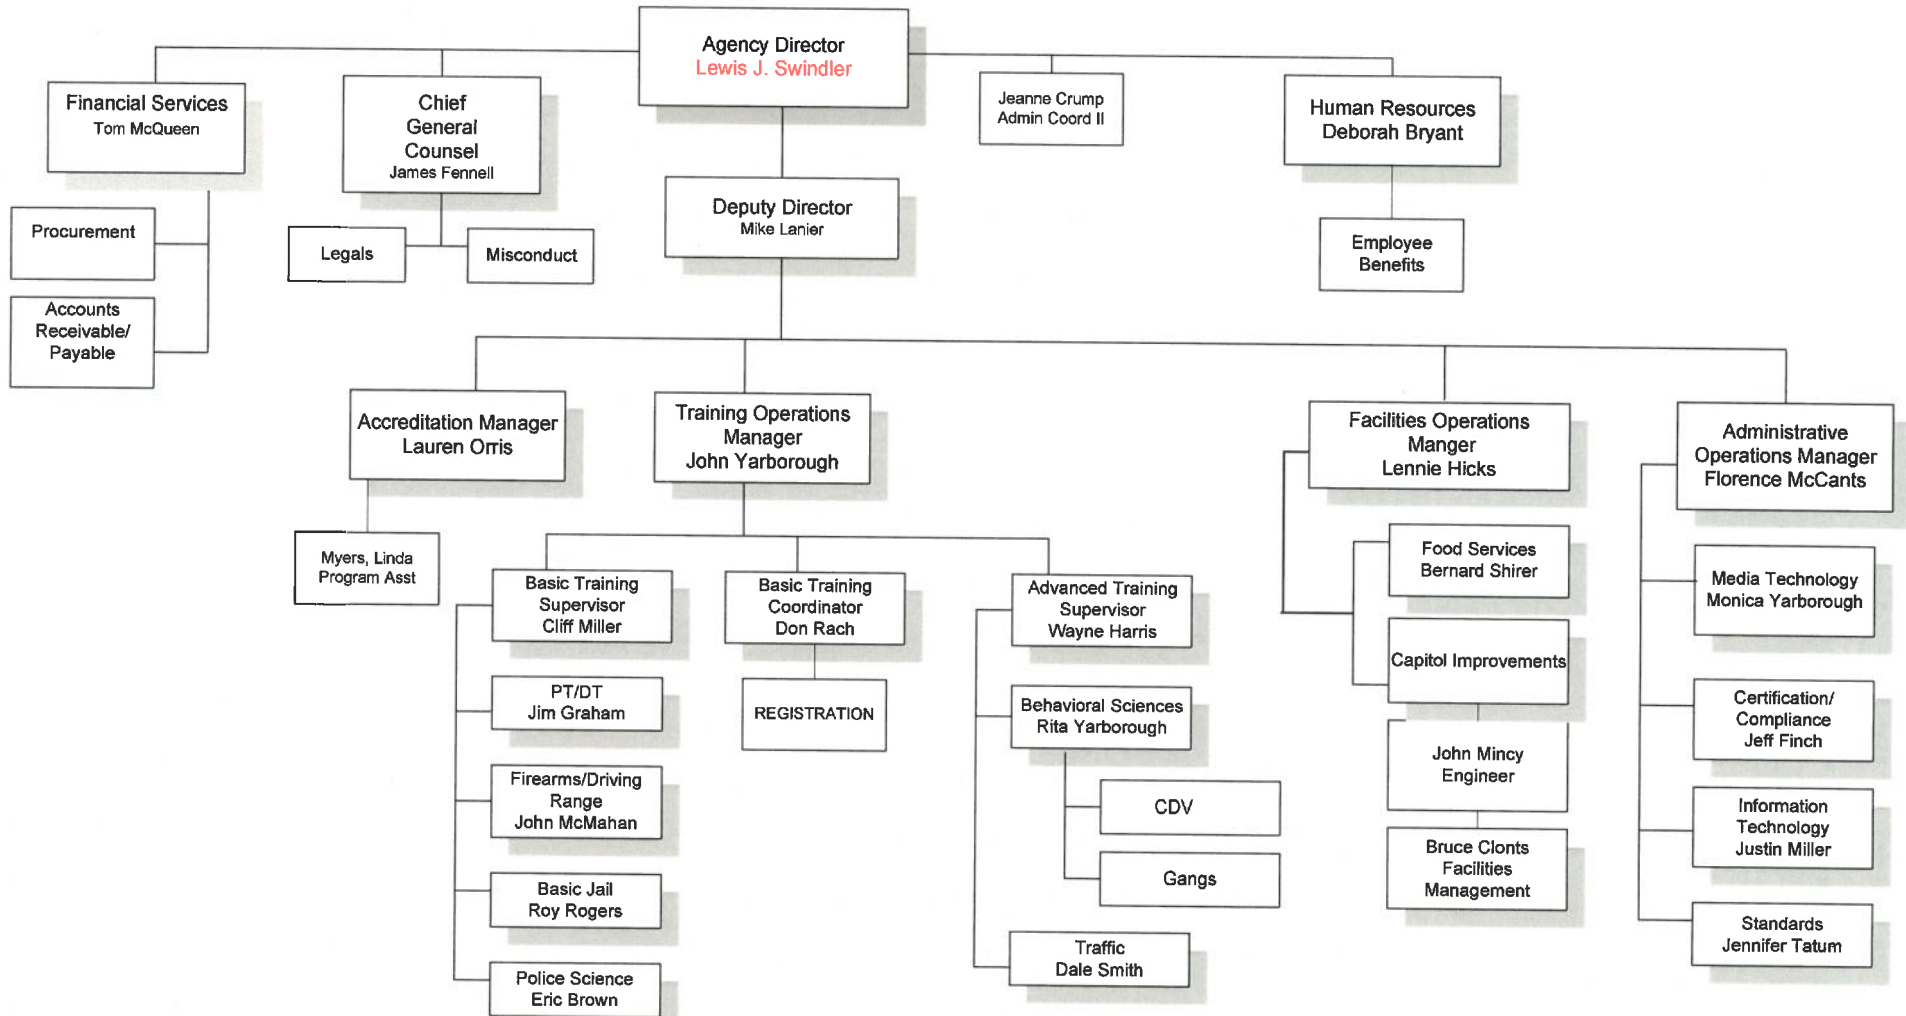 Agency Director
Lewis J. Swindler
Financial Services
Tom McQueen
Chief
General
Counsel
James Fennell
Jeanne Crump
Admin Coord II
Human Resources
Deborah Bryant
Procurement
Accounts
Receivable/
Payable
Legals
Misconduct
Deputy Director
Mike Lanier
Employee
Benefits
Accreditation Manager
Lauren Orris
Training Operations
Manager
John Yarborough
Facilities Operations
Manger
Lennie Hicks
Administrative
Operations Manager
Florence McCants
Myers, Linda
Program Asst
Basic Training
Supervisor
Cliff Miller
PT/DT
Jim Graham
Firearms/Driving
Range
John McMahan
Basic Jail
Roy Rogers
Police Science
Eric Brown
Basic Training
Coordinator
Don Rach
REGISTRATION
Advanced Training
Supervisor
Wayne Harris
Behavioral Sciences
Rita Yarborough
CDV
Gangs
Traffic
Dale Smith
Food Services
Bernard Shirer
Capitol Improvements
John Mincy
Engineer
Bruce Clonts
Facilities
Management
Media Technology
Monica Yarborough
Certification/
Compliance
Jeff Finch
Information
Technology
Justin Miller
Standards
Jennifer Tatum